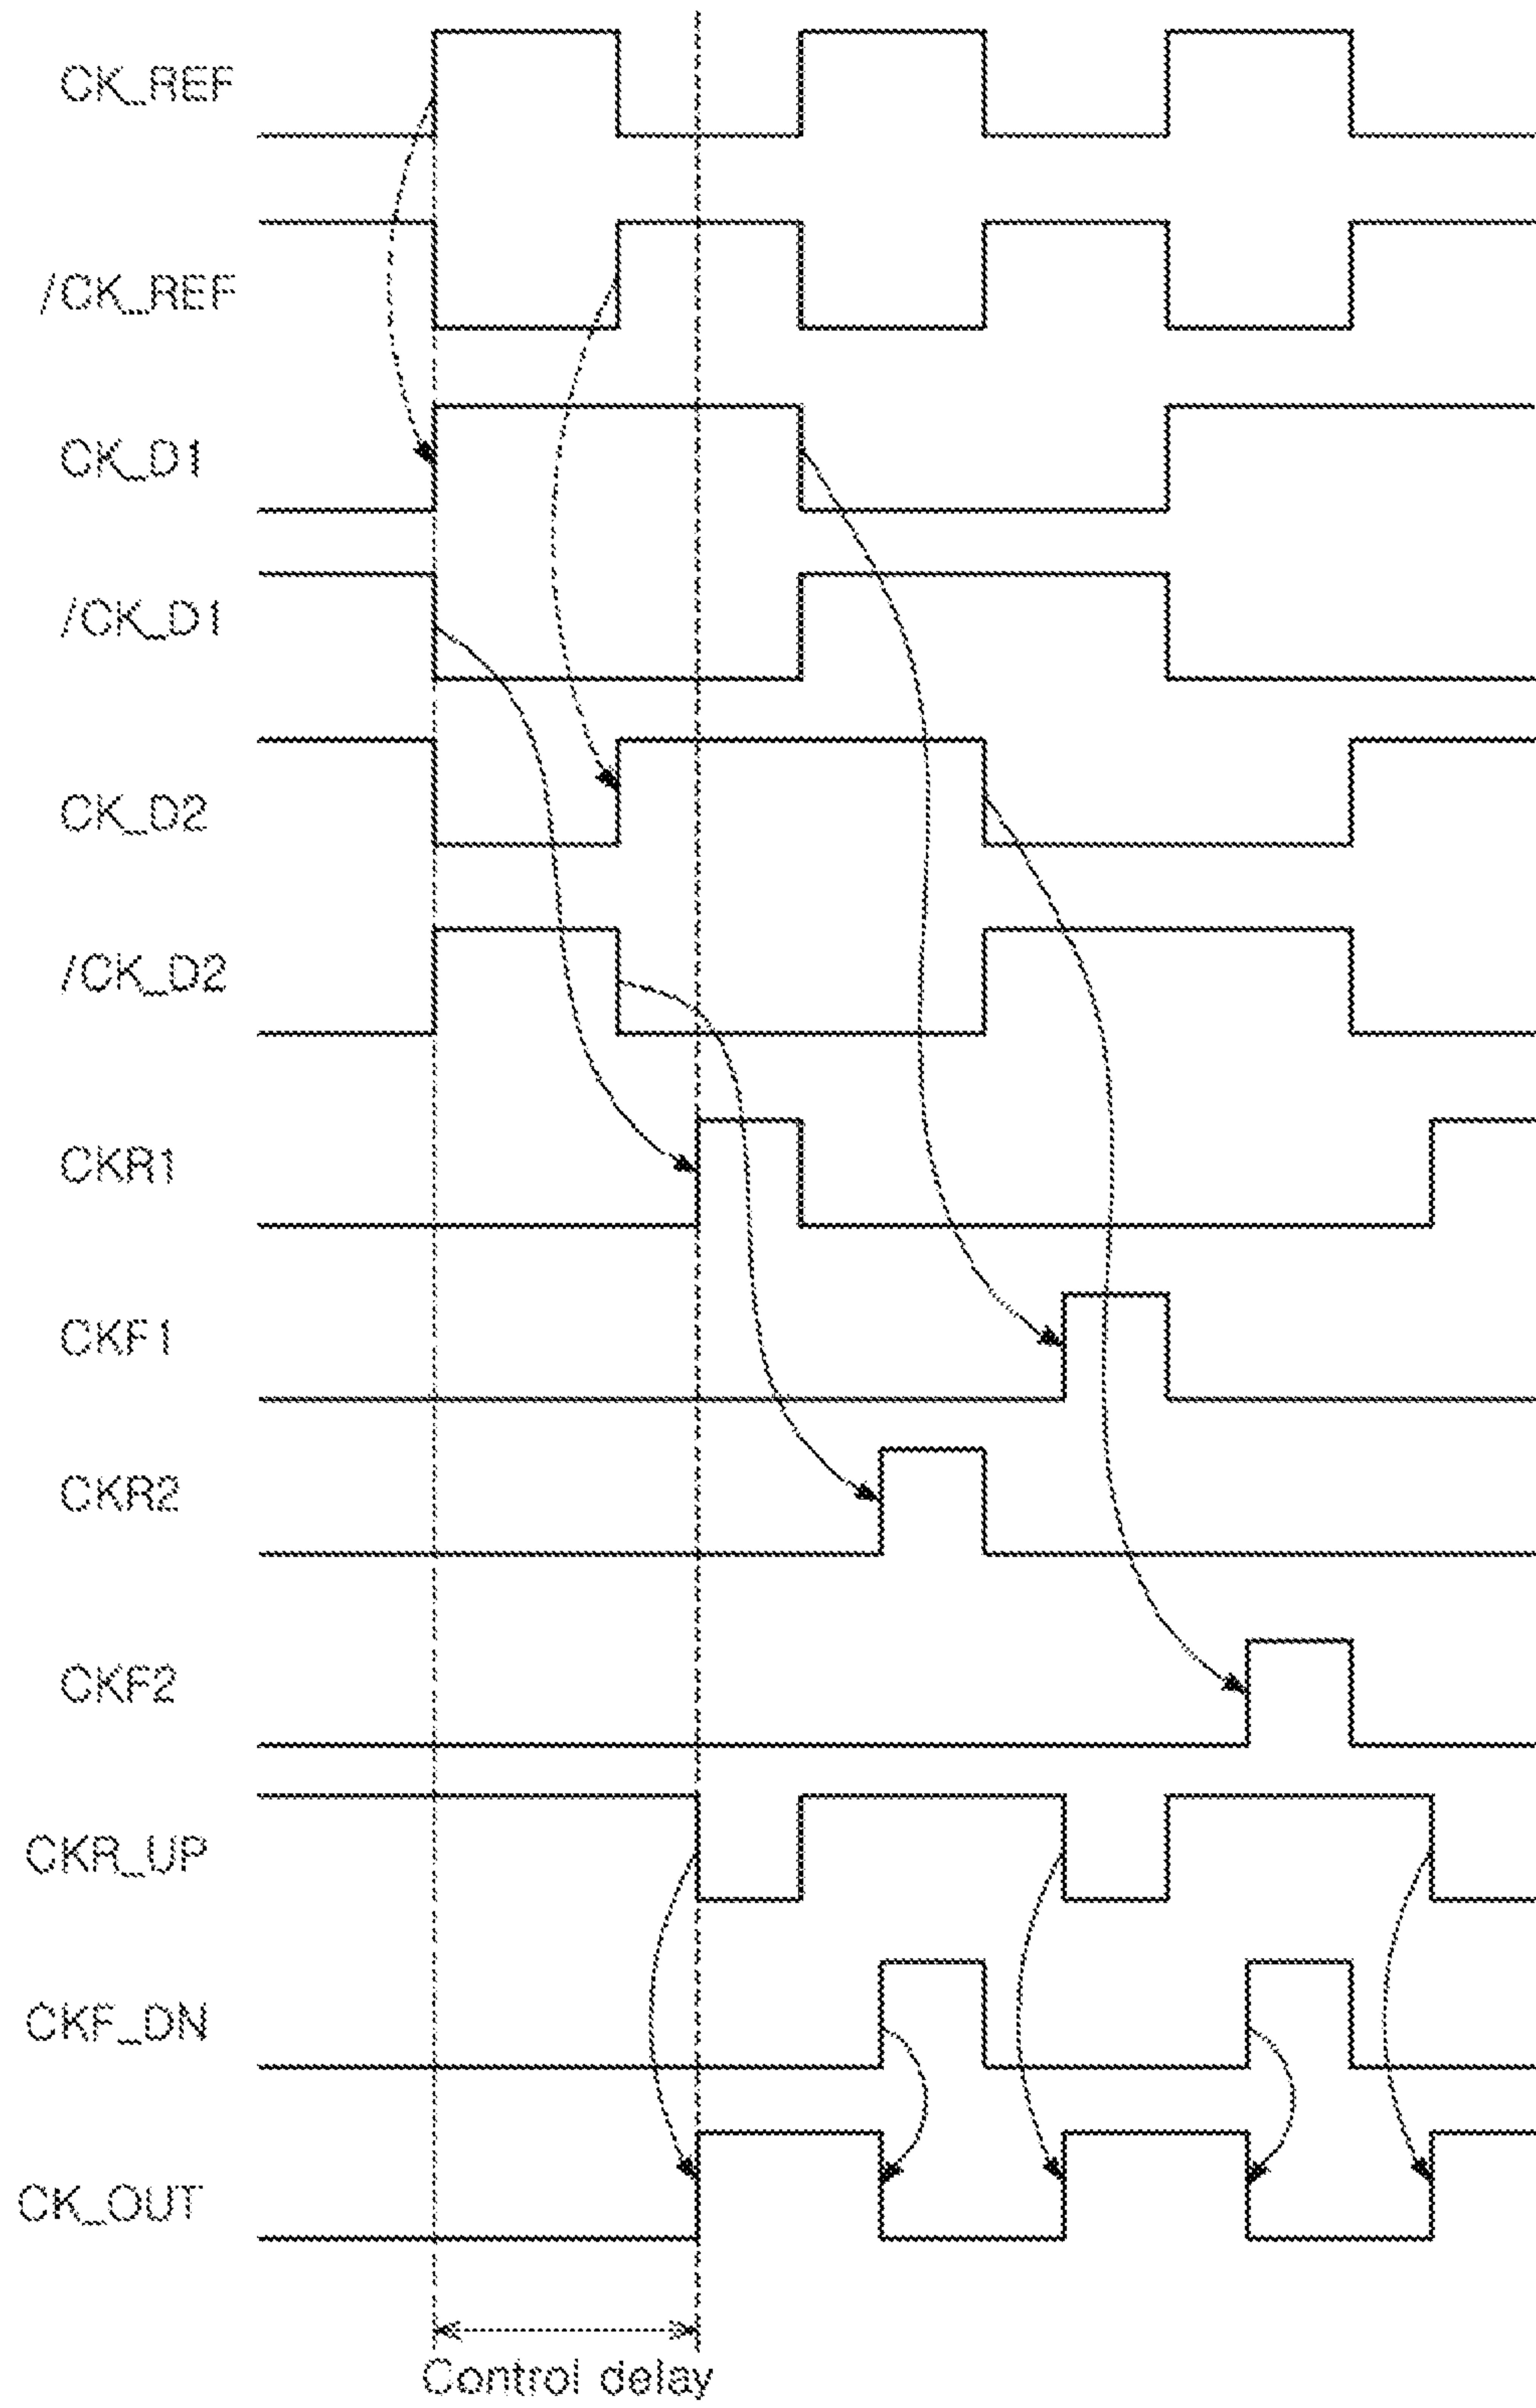 CK_REF
/CK_REF
CK_D1
/CK_D1
CK_D2
/CK_D2
CKR1
CKF1
CKR2
CKF2
CKR_UP
CKF_DN
CK_OUT
Control delay